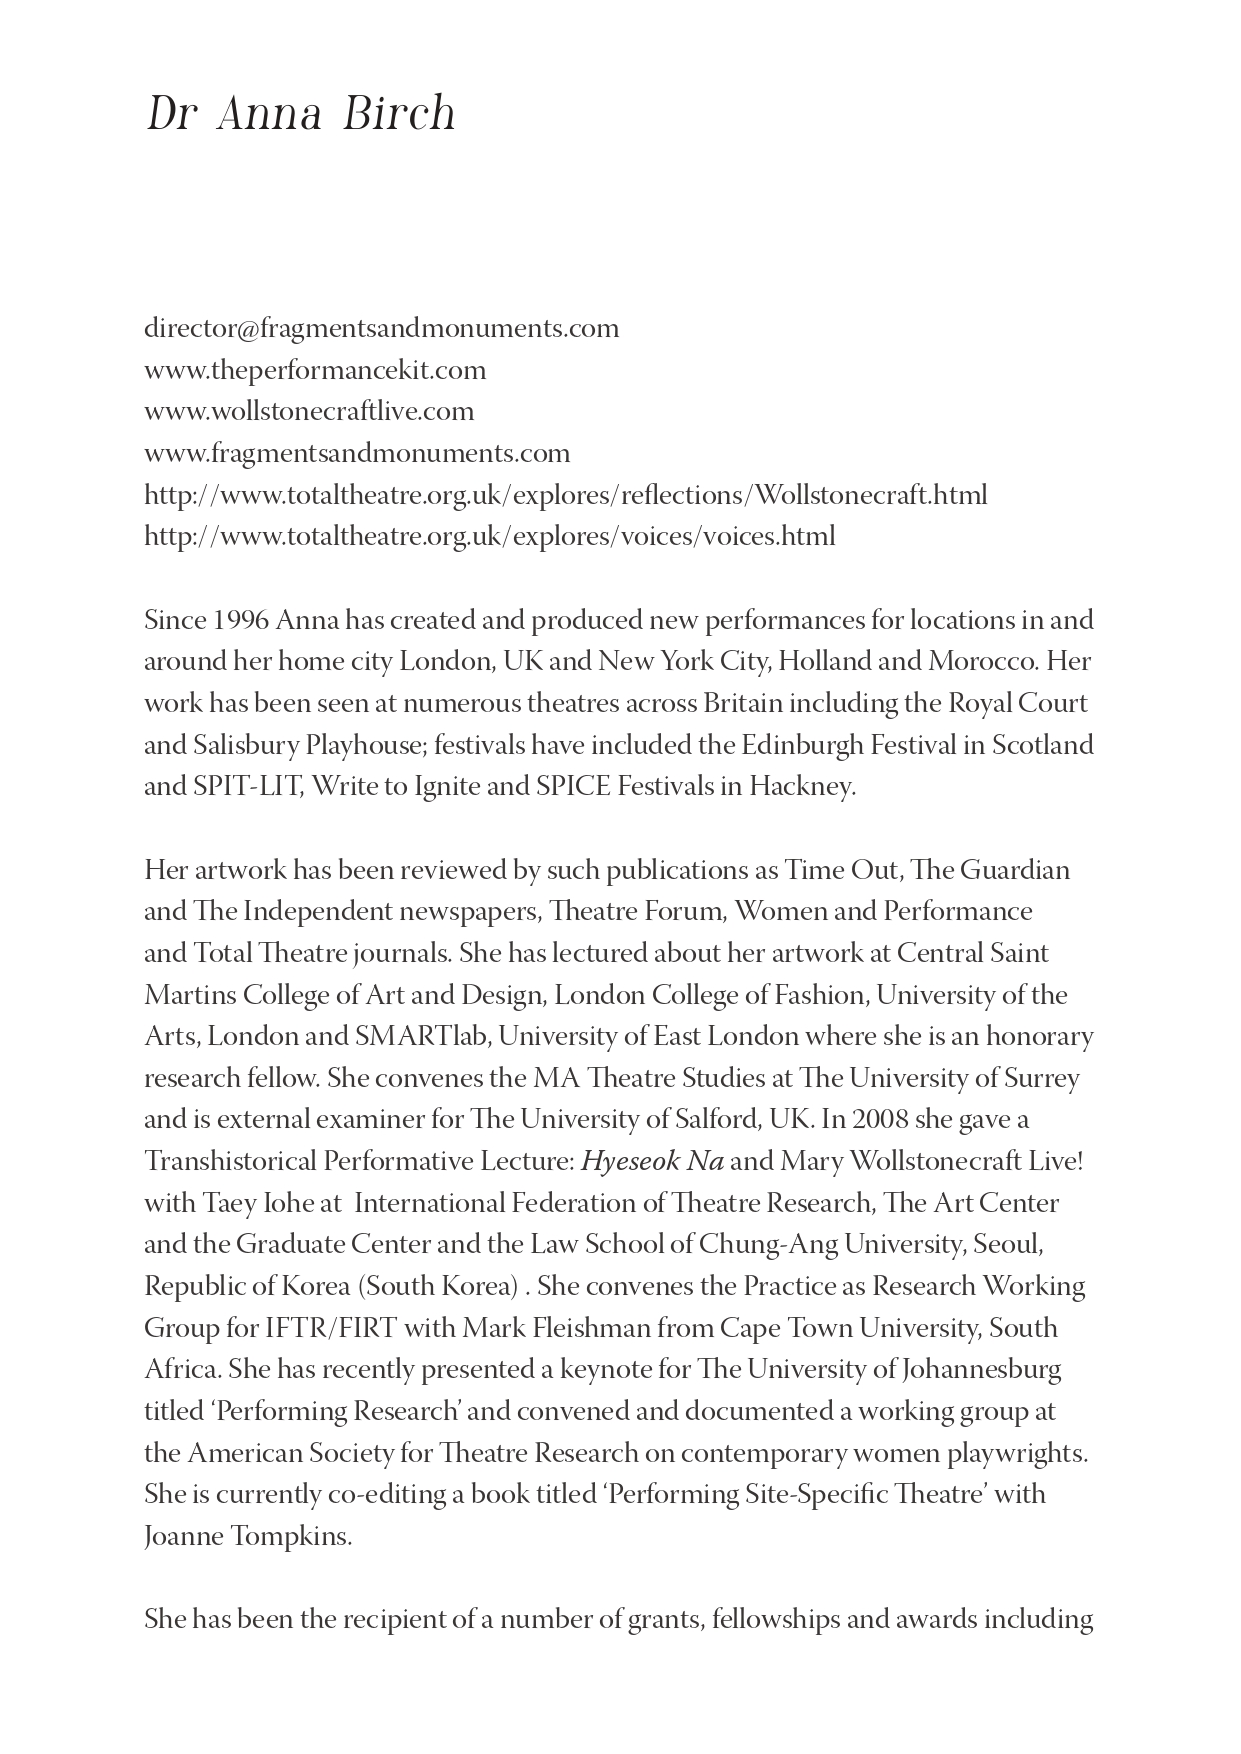 Dr Anna Birch
director@fragmentsandmonuments.com
www.theperformancekit.com
www.wollstonecraftlive.com
www.fragmentsandmonuments.com
http://www.totaltheatre.org.uk/explores/reflections/Wollstonecraft.html
http://www.totaltheatre.org.uk/explores/voices/voices.html
Since 1996 Anna has created and produced new performances for locations in and
around her home city London, UK and New York City, Holland and Morocco. Her
work has been seen at numerous theatres across Britain including the Royal Court
and Salisbury Playhouse; festivals have included the Edinburgh Festival in Scotland
and SPIT-LIT, Write to Ignite and SPICE Festivals in Hackney.
Her artwork has been reviewed by such publications as Time Out, The Guardian
and The Independent newspapers, Theatre Forum, Women and Performance
and Total Theatre journals. She has lectured about her artwork at Central Saint
Martins College of Art and Design, London College of Fashion, University of the
Arts, London and SMARTlab, University of East London where she is an honorary
research fellow. She convenes the MA Theatre Studies at The University of Surrey
and is external examiner for The University of Salford, UK. In 2008 she gave a
Transhistorical Performative Lecture: Hyeseok Na and Mary Wollstonecraft Live!
with Taey Iohe at  International Federation of Theatre Research, The Art Center
and the Graduate Center and the Law School of Chung-Ang University, Seoul,
Republic of Korea (South Korea) . She convenes the Practice as Research Working
Group for IFTR/FIRT with Mark Fleishman from Cape Town University, South
Africa. She has recently presented a keynote for The University of Johannesburg
titled ‘Performing Research’ and convened and documented a working group at
the American Society for Theatre Research on contemporary women playwrights.
She is currently co-editing a book titled ‘Performing Site-Specific Theatre’ with
Joanne Tompkins.
She has been the recipient of a number of grants, fellowships and awards including